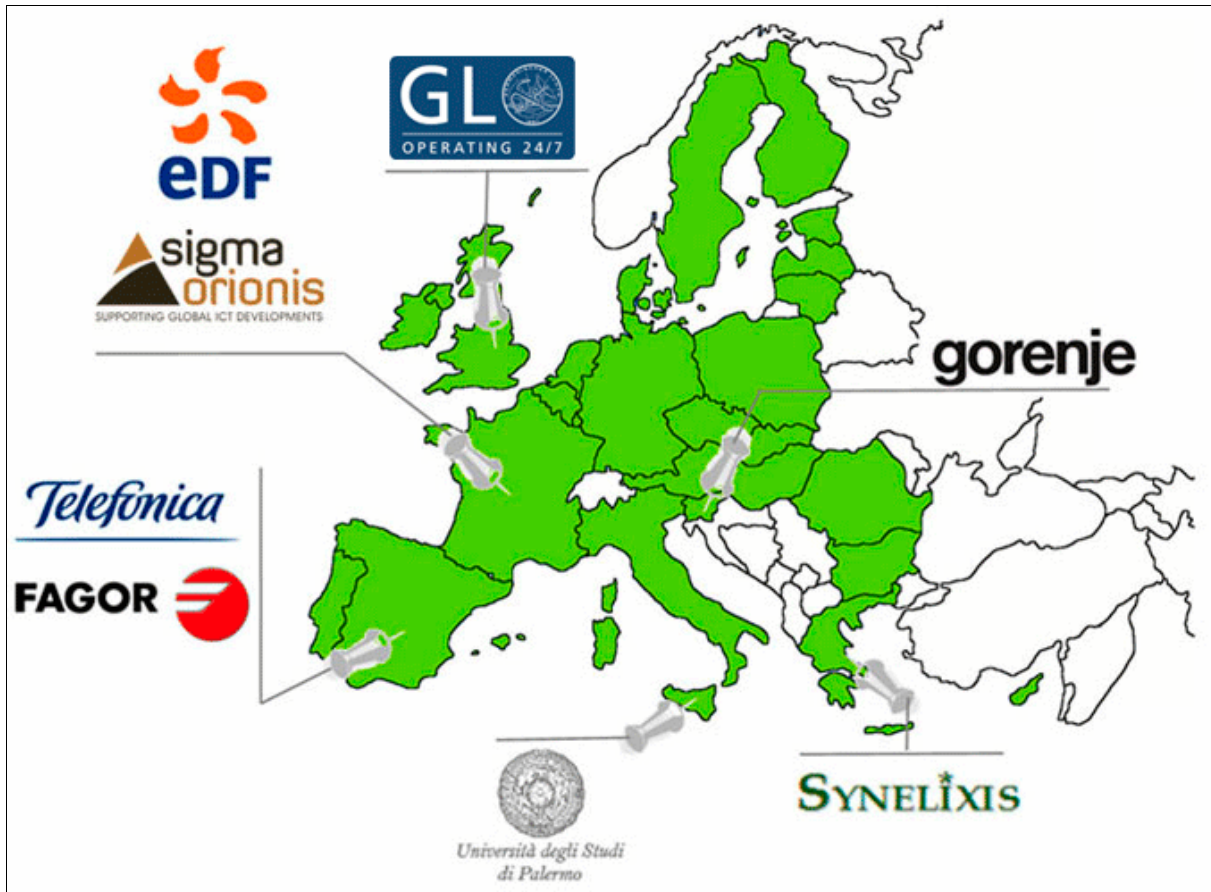 eDF
GLO
OPERATING 24/7
sigma
orionis
SUPPORTING GLOBAL ICT DEVELOPMENTS
gorenje
Telefónica
FAGOR
SYNELIXIS
Università degli Studi
di Palermo